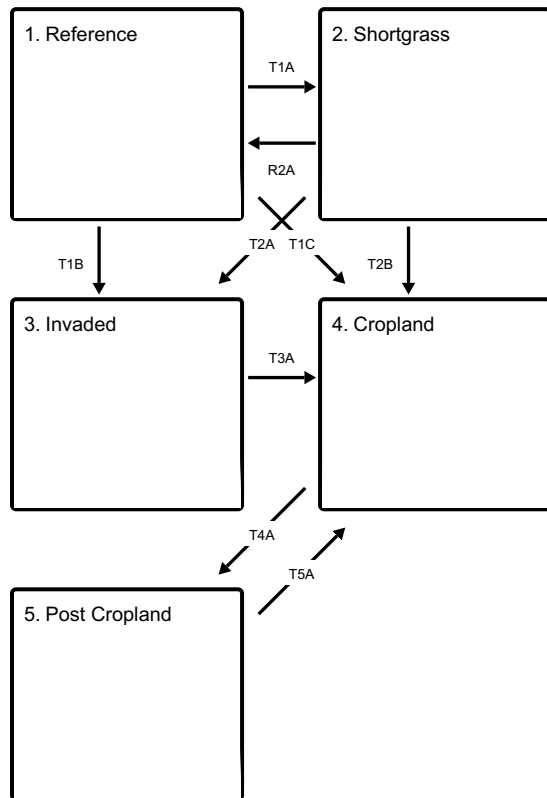 1. Reference
2. Shortgrass
T1A
R2A
T1B
T2A
T1C
T2B
3. Invaded
4. Cropland
T3A
T4A
T5A
5. Post Cropland